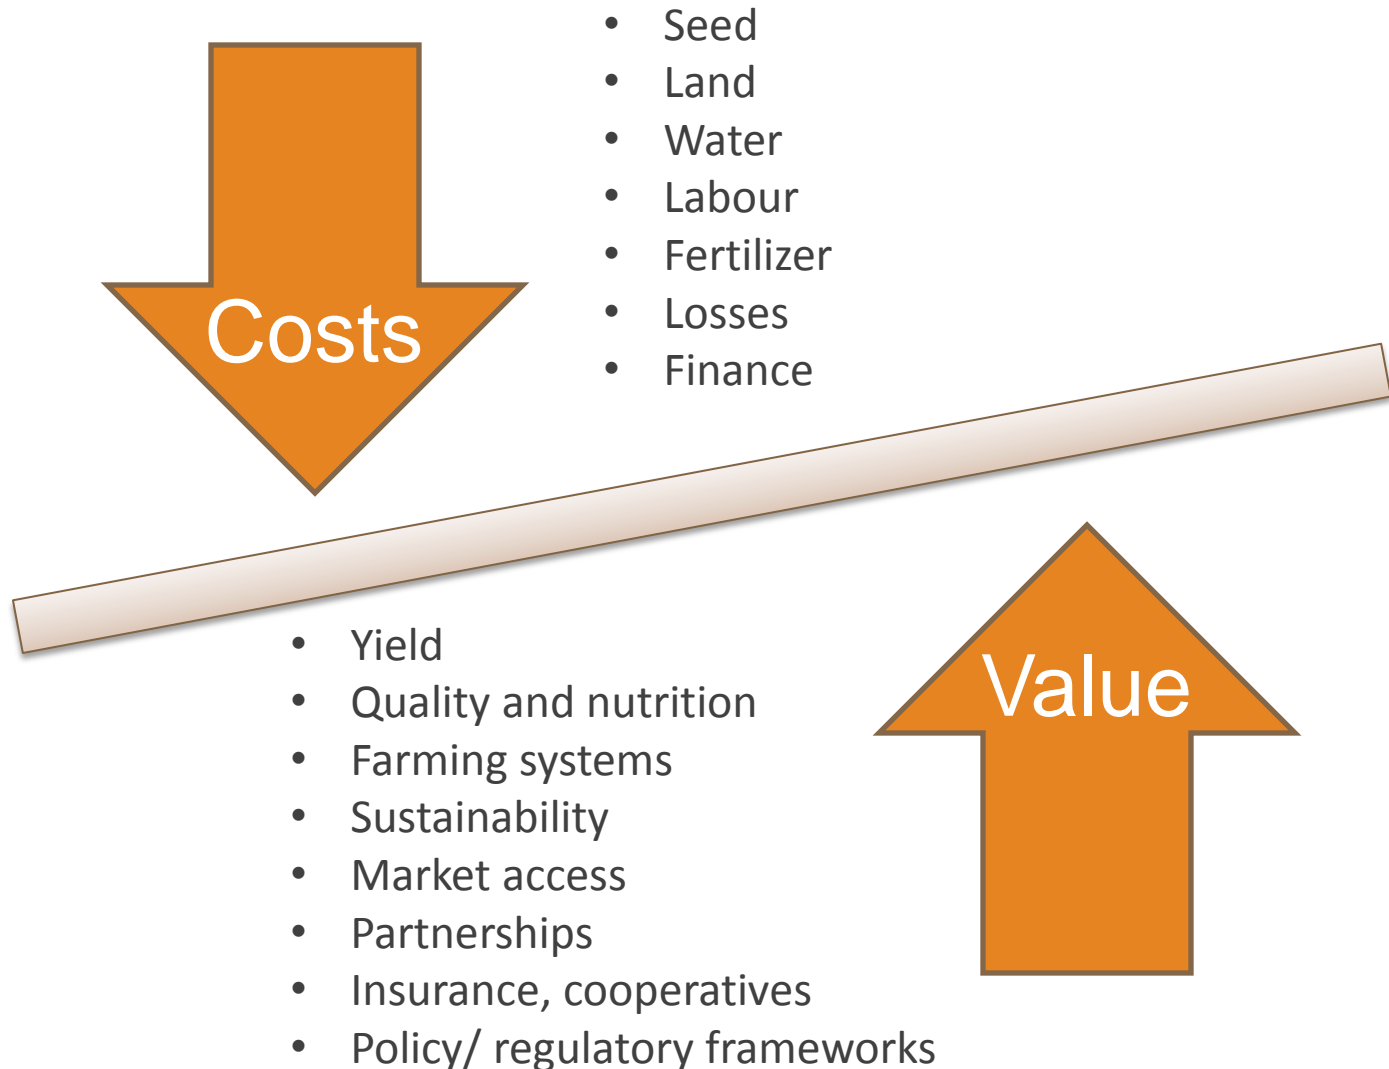 • Seed
• Land
• Water
• Labour
• Fertilizer
• Losses
• Finance
Costs
• Yield
• Quality and nutrition
• Farming systems
• Sustainability
• Market access
• Partnerships
• Insurance, cooperatives
• Policy/ regulatory frameworks
Value